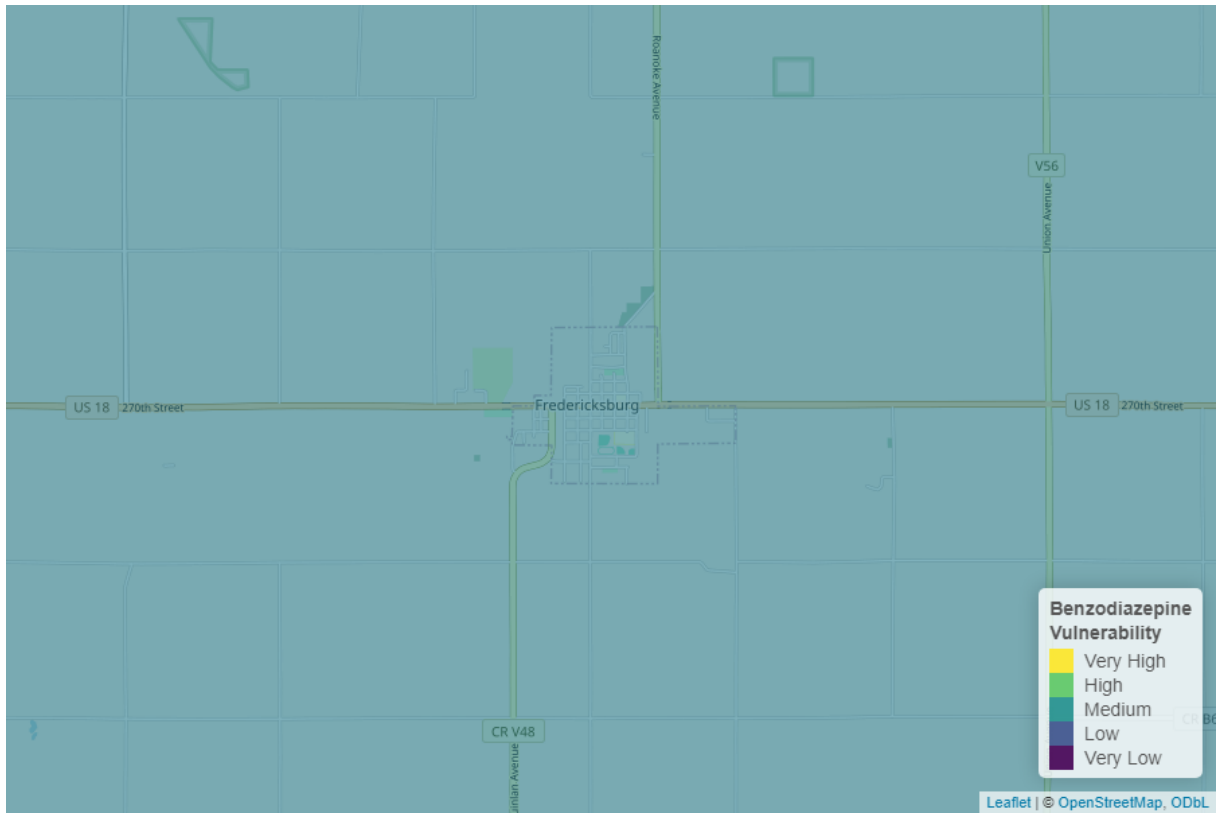 Roanoke Avenue
V56
Union Avenue
Fredericksburg
US 18
270th Street
US 18
270th Street
CR V48
Benzodiazepine
Vulnerability
Very High
High
Medium
Low
Very Low
Leaflet | © OpenStreetMap, ODbL